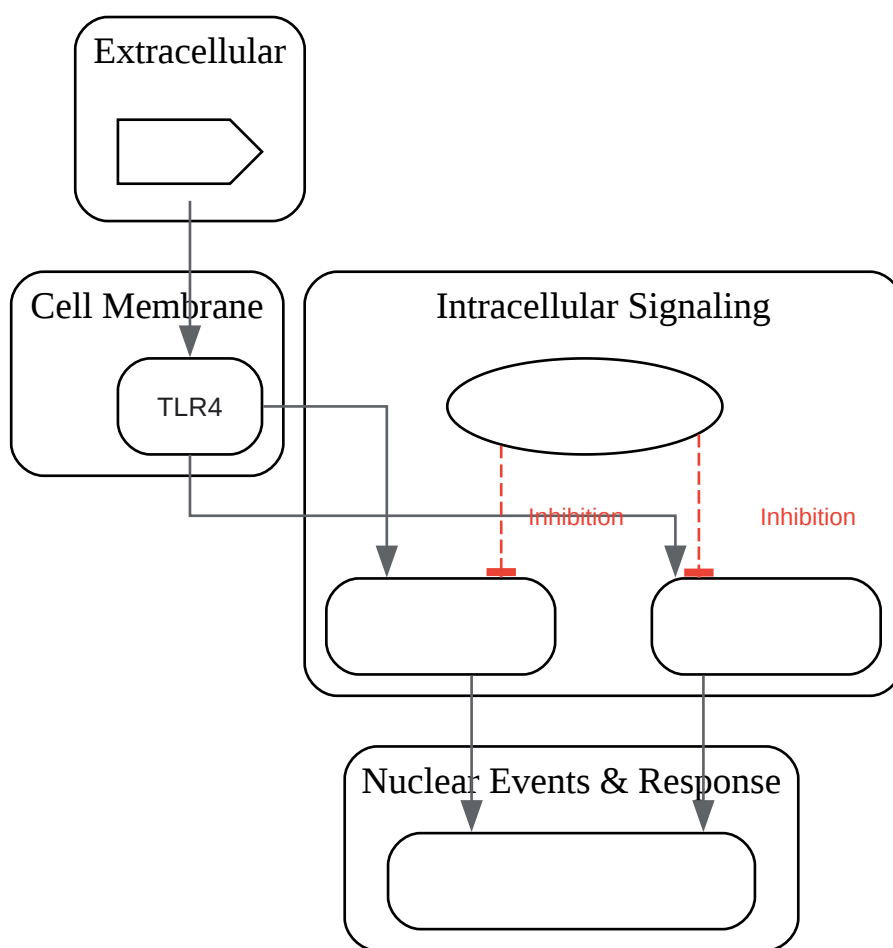 Extracellular
Cell Membrane
Intracellular Signaling
TLR4
Inhibition
Inhibition
Nuclear Events & Response